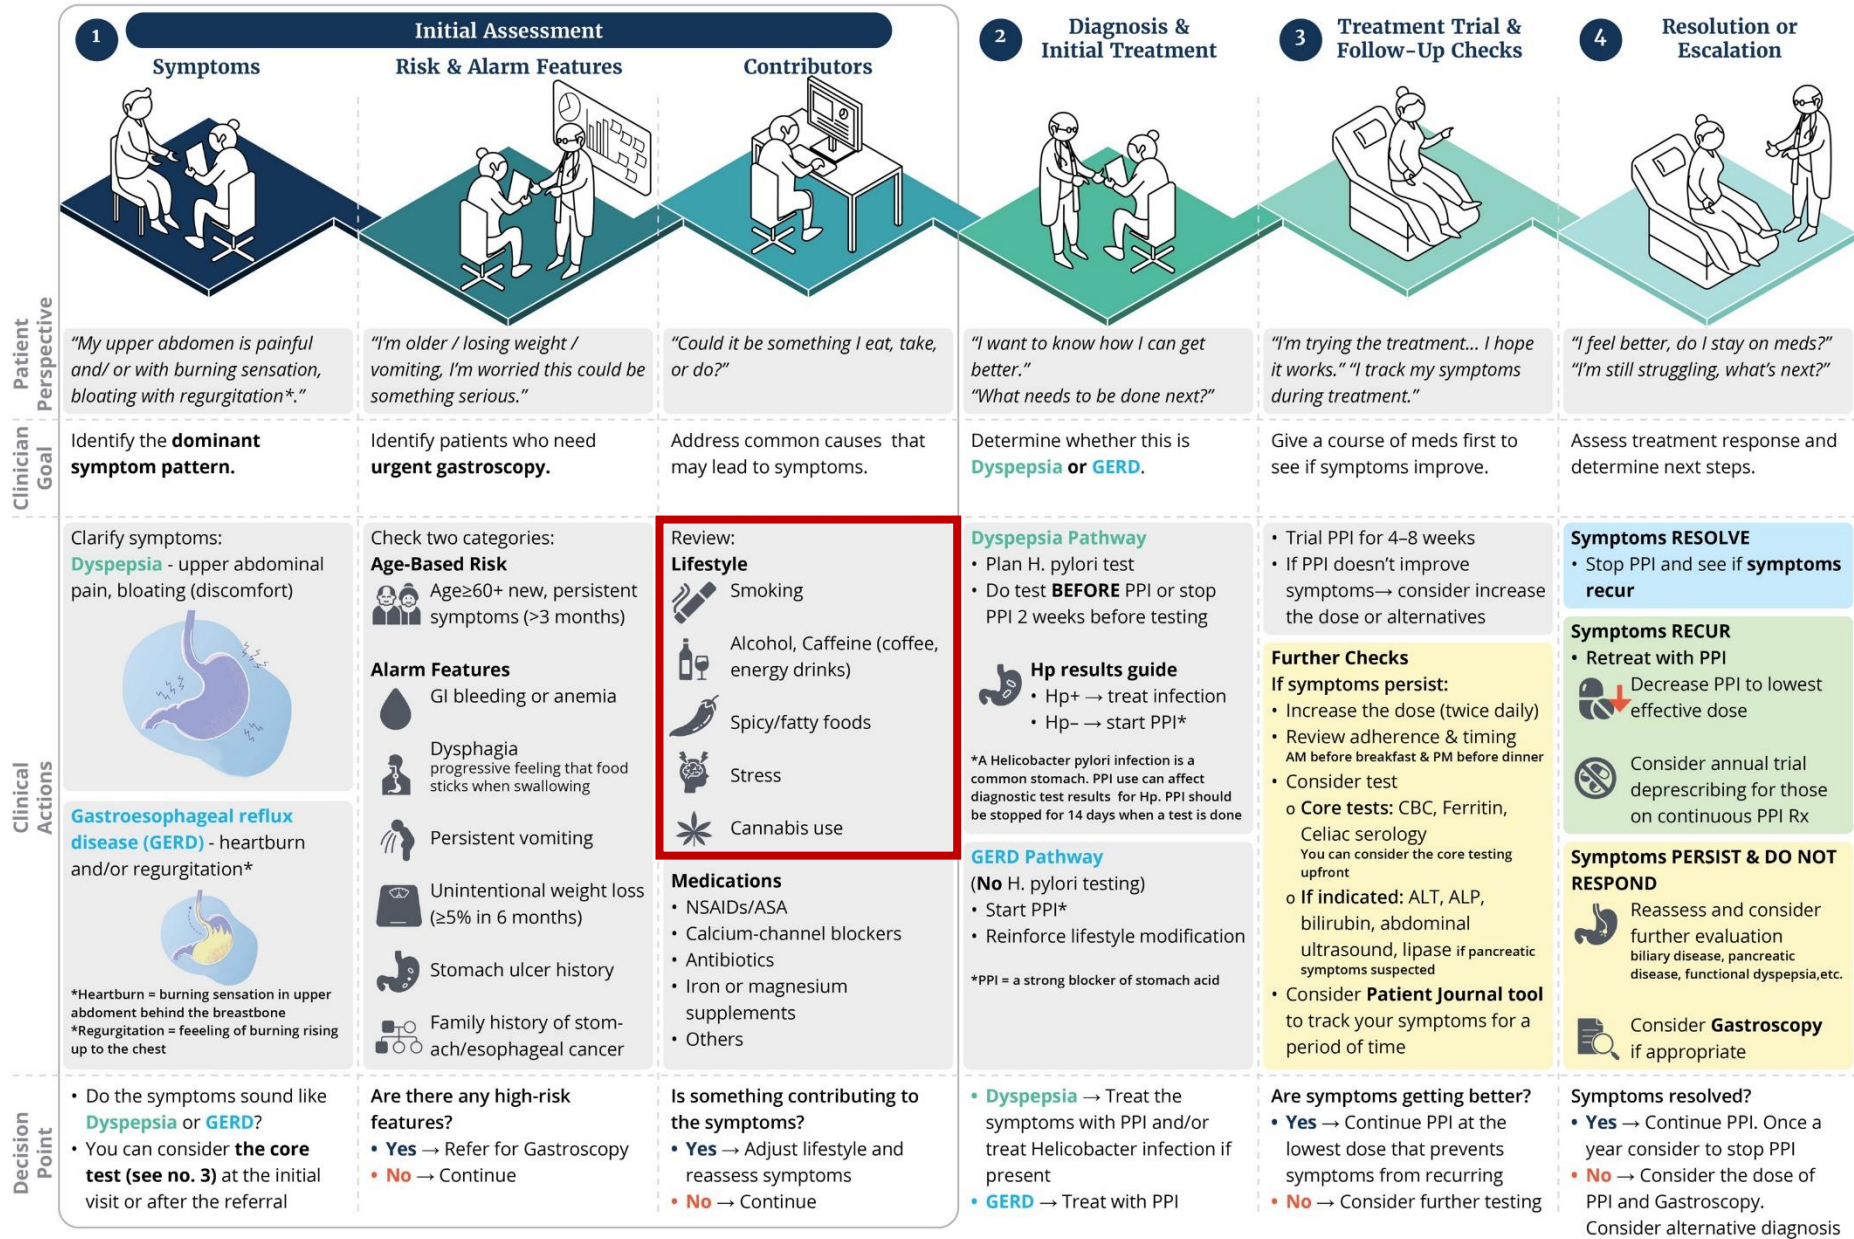 1
Initial Assessment
Symptoms
Risk & Alarm Features
Contributors
2
Diagnosis &
Initial Treatment
3
Treatment Trial &
Follow-Up Checks
4
Resolution or
Escalation
Patient
Perspective
“My upper abdomen is painful
and/ or with burning sensation,
bloating with regurgitation*.”
“I’m older / losing weight /
vomiting, I’m worried this could be
something serious.”
“Could it be something I eat, take,
or do?”
“I want to know how I can get
better.”
“What needs to be done next?”
“I’m trying the treatment... I hope
it works.” “I track my symptoms
during treatment.”
“I feel better, do I stay on meds?”
“I’m still struggling, what’s next?”
Clinician
Goal
Identify the dominant
symptom pattern.
Identify patients who need
urgent gastroscopy.
Address common causes that
may lead to symptoms.
Determine whether this is
Dyspepsia or GERD.
Give a course of meds first to
see if symptoms improve.
Assess treatment response and
determine next steps.
Clinical
Actions
Clarify symptoms:
Dyspepsia - upper abdominal
pain, bloating (discomfort)
Gastroesophageal reflux
disease (GERD) - heartburn
and/or regurgitation*
*Heartburn = burning sensation in upper
abdoment behind the breastbone
*Regurgitation = feeeling of burning rising
up to the chest
Check two categories:
Age-Based Risk
Age≥60+ new, persistent
symptoms (>3 months)
Alarm Features
GI bleeding or anemia
Dysphagia
progressive feeling that food
sticks when swallowing
Persistent vomiting
Unintentional weight loss
(≥5% in 6 months)
Stomach ulcer history
Family history of stom-
ach/esophageal cancer
Review:
Lifestyle
Smoking
Alcohol, Caffeine (coffee,
energy drinks)
Spicy/fatty foods
Stress
Cannabis use
Medications
• NSAIDs/ASA
• Calcium-channel blockers
• Antibiotics
• Iron or magnesium
supplements
• Others
Dyspepsia Pathway
• Plan H. pylori test
• Do test BEFORE PPI or stop
PPI 2 weeks before testing
Hp results guide
• Hp+ → treat infection
• Hp– → start PPI*
*A Helicobacter pylori infection is a
common stomach. PPI use can affect
diagnostic test results for Hp. PPI should
be stopped for 14 days when a test is done
GERD Pathway
(No H. pylori testing)
• Start PPI*
• Reinforce lifestyle modification
*PPI = a strong blocker of stomach acid
• Trial PPI for 4–8 weeks
• If PPI doesn’t improve
symptoms→ consider increase
the dose or alternatives
Further Checks
If symptoms persist:
• Increase the dose (twice daily)
• Review adherence & timing
AM before breakfast & PM before dinner
• Consider test
o Core tests: CBC, Ferritin,
Celiac serology
You can consider the core testing
upfront
o If indicated: ALT, ALP,
bilirubin, abdominal
ultrasound, lipase if pancreatic
symptoms suspected
• Consider Patient Journal tool
to track your symptoms for a
period of time
Symptoms RESOLVE
• Stop PPI and see if symptoms
recur
Symptoms RECUR
• Retreat with PPI
Decrease PPI to lowest
effective dose
Consider annual trial
deprescribing for those
on continuous PPI Rx
Symptoms PERSIST & DO NOT
RESPOND
Reassess and consider
further evaluation
biliary disease, pancreatic
disease, functional dyspepsia,etc.
Consider Gastroscopy
if appropriate
Decision
Point
• Do the symptoms sound like
Dyspepsia or GERD?
• You can consider the core
test (see no. 3) at the initial
visit or after the referral
Are there any high-risk
features?
• Yes → Refer for Gastroscopy
• No → Continue
Is something contributing to
the symptoms?
• Yes → Adjust lifestyle and
reassess symptoms
• No → Continue
• Dyspepsia → Treat the
symptoms with PPI and/or
treat Helicobacter infection if
present
• GERD → Treat with PPI
Are symptoms getting better?
• Yes → Continue PPI at the
lowest dose that prevents
symptoms from recurring
• No → Consider further testing
Symptoms resolved?
• Yes → Continue PPI. Once a
year consider to stop PPI
• No → Consider the dose of
PPI and Gastroscopy.
Consider alternative diagnosis